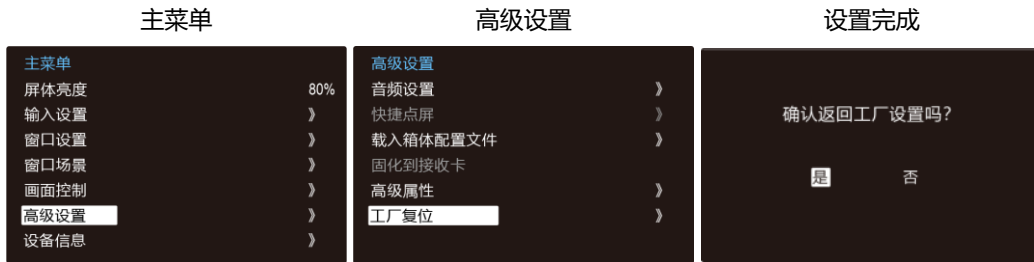 主菜单
主菜单
屏体亮度 80%
输入设置 》
窗口设置 》
窗口场景 》
画面控制 》
高级设置 》
设备信息 》
高级设置
高级设置
音频设置 》
快捷点屏 》
载入箱体配置文件 》
固化到接收卡
高级属性 》
工厂复位 》
设置完成
确认返回工厂设置吗?
是 否